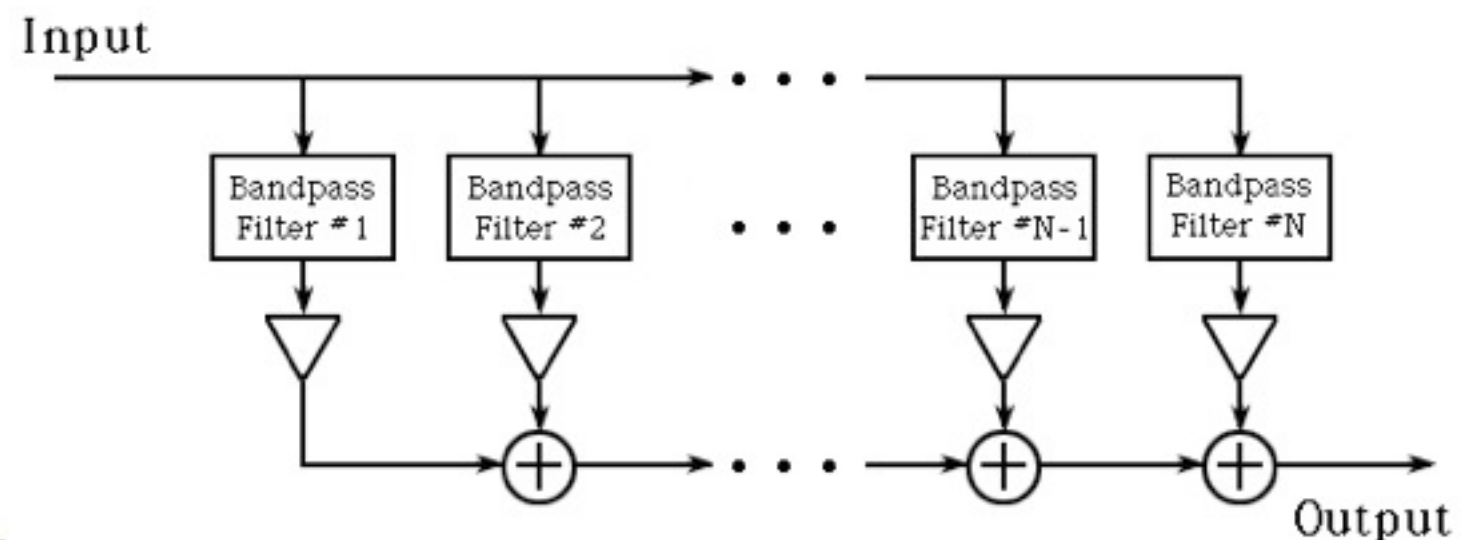 Input
Bandpass
Filter #1
Bandpass
Filter #2
Bandpass
Filter #N-1
Bandpass
Filter #N
Output